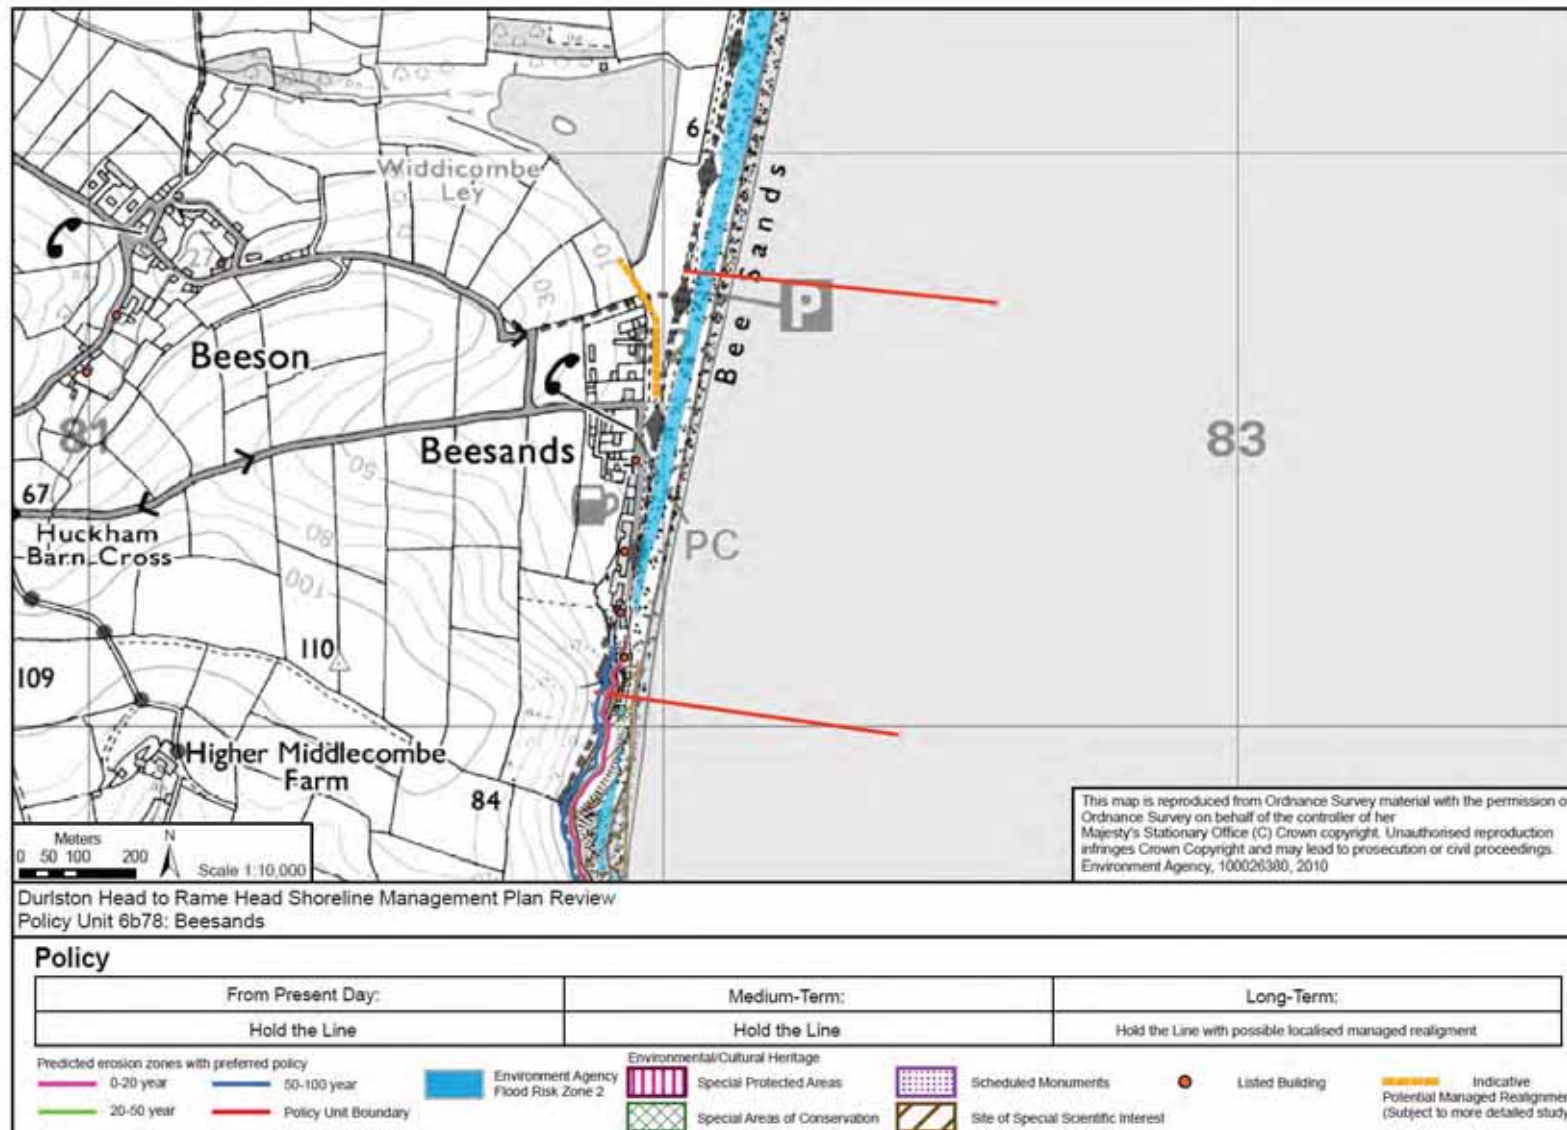 6
Widdicombe
Ley
Bee Sands
27
10
30
P
Beeson
81
Beesands
83
50
67
Huckham
Barn Cross
80
PC
100
110
109
Higher Middlecombe
Farm
84
Meters
0 50 100 200
N
Scale 1:10,000
This map is reproduced from Ordnance Survey material with the permission o
Ordnance Survey on behalf of the controller of her
Majesty's Stationary Office (C) Crown copyright. Unauthorised reproduction
infringes Crown Copyright and may lead to prosecution or civil proceedings.
Environment Agency, 100026380, 2010
Durlston Head to Rame Head Shoreline Management Plan Review
Policy Unit 6b78: Beesands
Policy
From Present Day: Medium-Term: Long-Term:
Hold the Line Hold the Line Hold the Line with possible localised managed realigment
Predicted erosion zones with preferred policy
0-20 year 50-100 year
20-50 year Policy Unit Boundary
Environment Agency
Flood Risk Zone 2
Environmental/Cultural Heritage
Special Protected Areas Scheduled Monuments Listed Building
Special Areas of Conservation Site of Special Scientific Interest
Indicative
Potential Managed Realignmen
(Subject to more detailed study